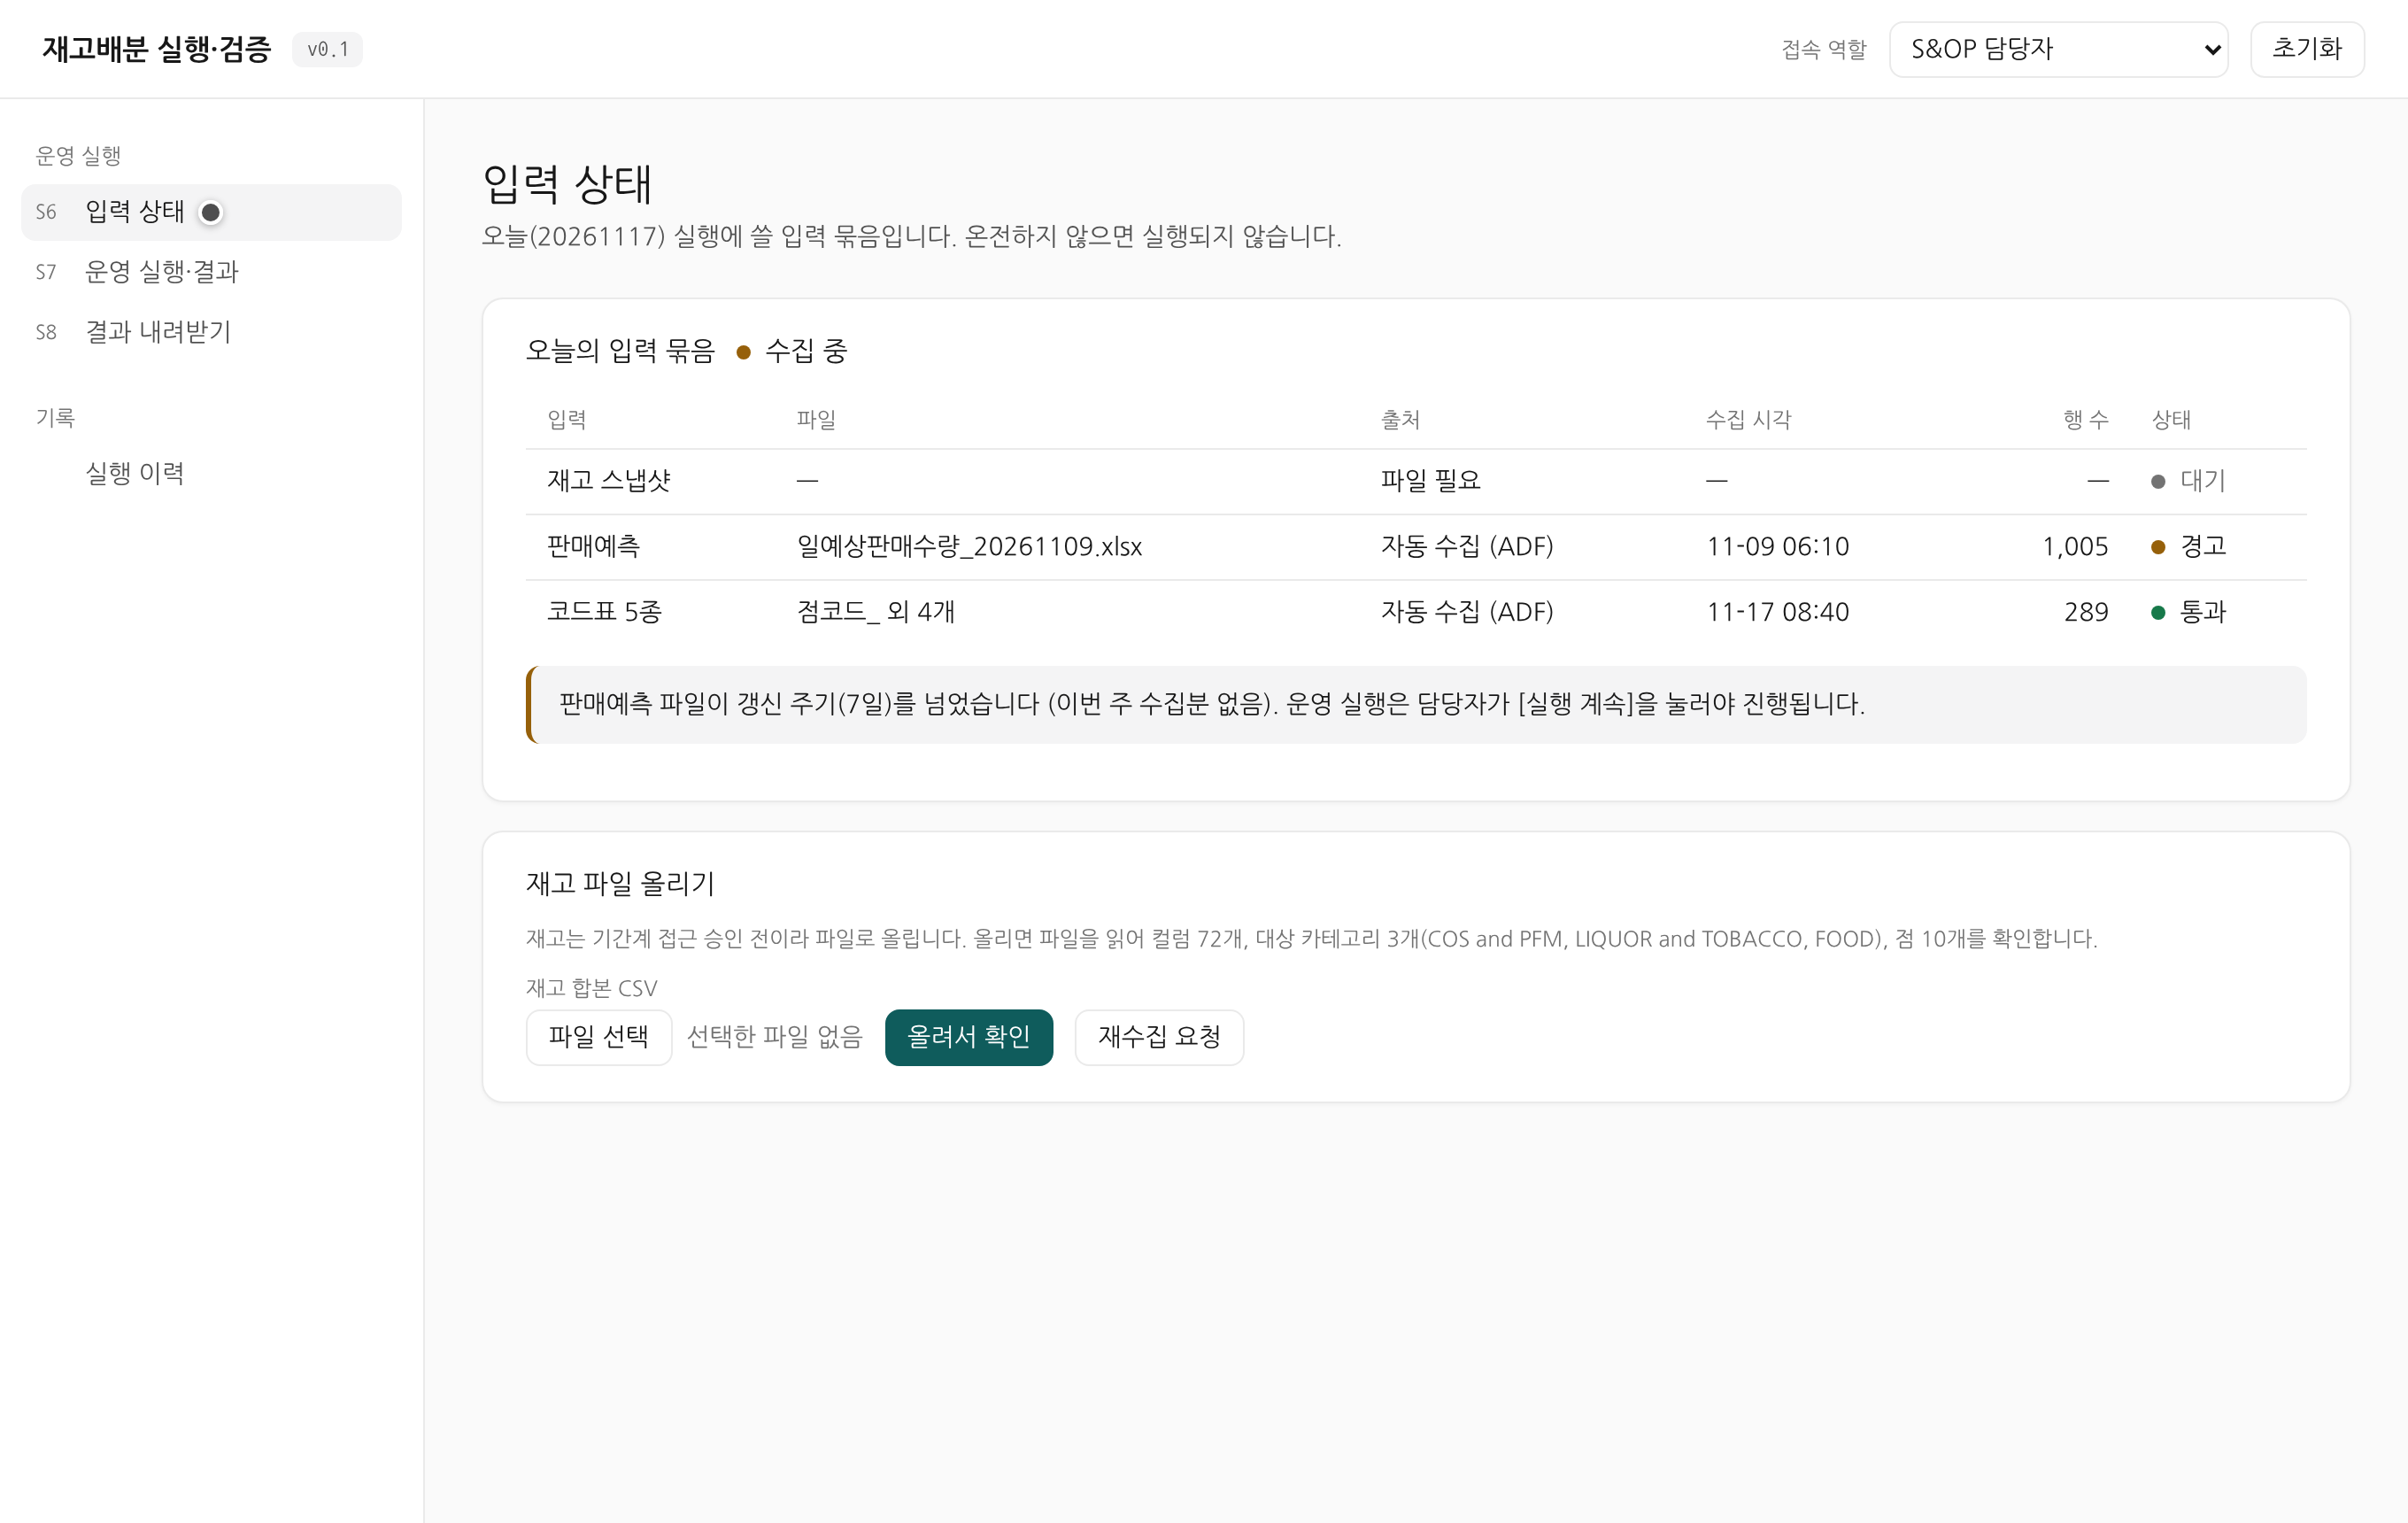 재고배분 실행·검증 v0.1 접속 역할 S&OP 담당자 초기화
운영 실행
S6 입력 상태
S7 운영 실행·결과
S8 결과 내려받기
기록
실행 이력
입력 상태
오늘(20261117) 실행에 쓸 입력 묶음입니다. 온전하지 않으면 실행되지 않습니다.
오늘의 입력 묶음 수집 중
입력 파일 출처 수집 시각 행 수 상태
재고 스냅샷 — 파일 필요 — — 대기
판매예측 일예상판매수량_20261109.xlsx 자동 수집 (ADF) 11-09 06:10 1,005 경고
코드표 5종 점코드_ 외 4개 자동 수집 (ADF) 11-17 08:40 289 통과
판매예측 파일이 갱신 주기(7일)를 넘었습니다 (이번 주 수집분 없음). 운영 실행은 담당자가 [실행 계속]을 눌러야 진행됩니다.
재고 파일 올리기
재고는 기간계 접근 승인 전이라 파일로 올립니다. 올리면 파일을 읽어 컬럼 72개, 대상 카테고리 3개(COS and PFM, LIQUOR and TOBACCO, FOOD), 점 10개를 확인합니다.
재고 합본 CSV
파일 선택 선택한 파일 없음 올려서 확인 재수집 요청